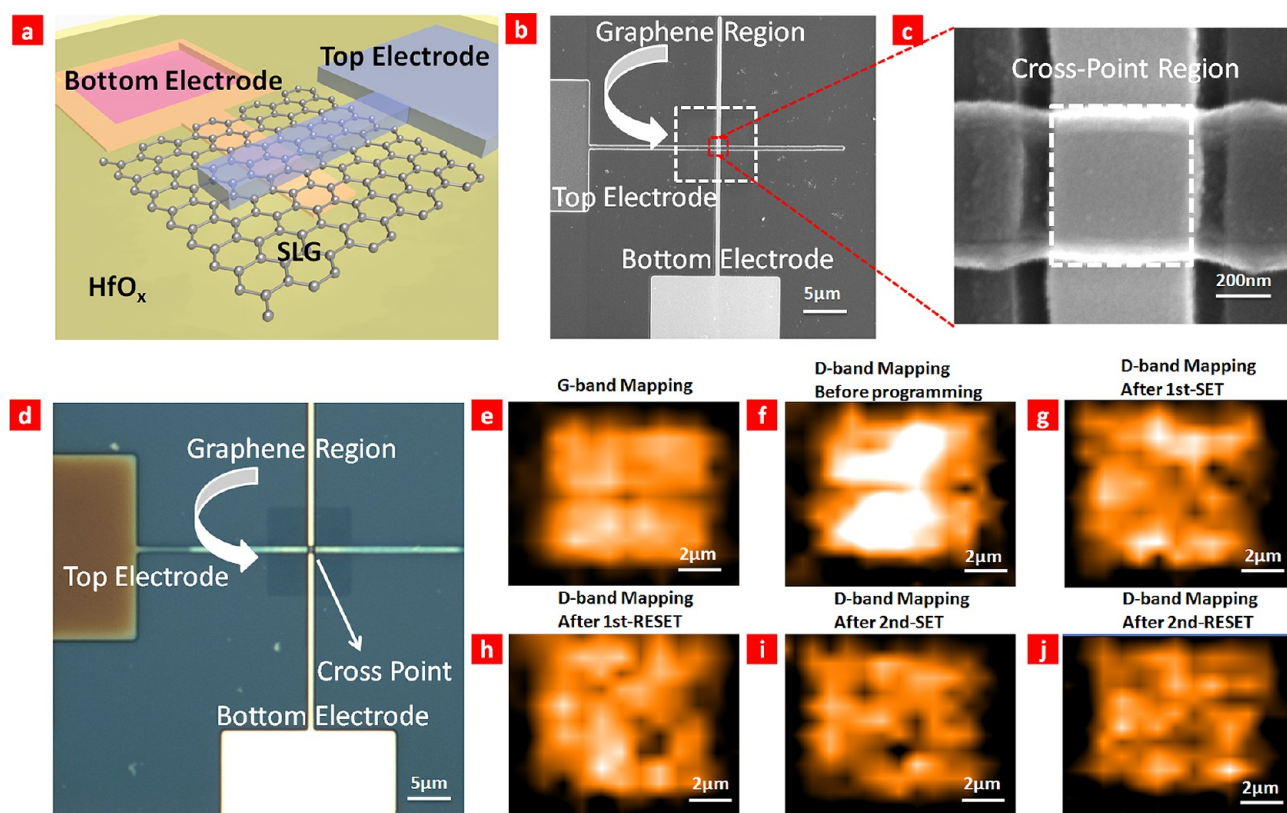 a
Bottom Electrode
Top Electrode
SLG
HfOₓ
b
Graphene Region
Top Electrode
Bottom Electrode
5μm
c
Cross-Point Region
200nm
d
Graphene Region
Top Electrode
Cross Point
Bottom Electrode
5μm
G-band Mapping
e
2μm
D-band Mapping
Before programming
f
2μm
D-band Mapping
After 1st-SET
g
2μm
D-band Mapping
After 1st-RESET
h
2μm
D-band Mapping
After 2nd-SET
i
2μm
D-band Mapping
After 2nd-RESET
j
2μm